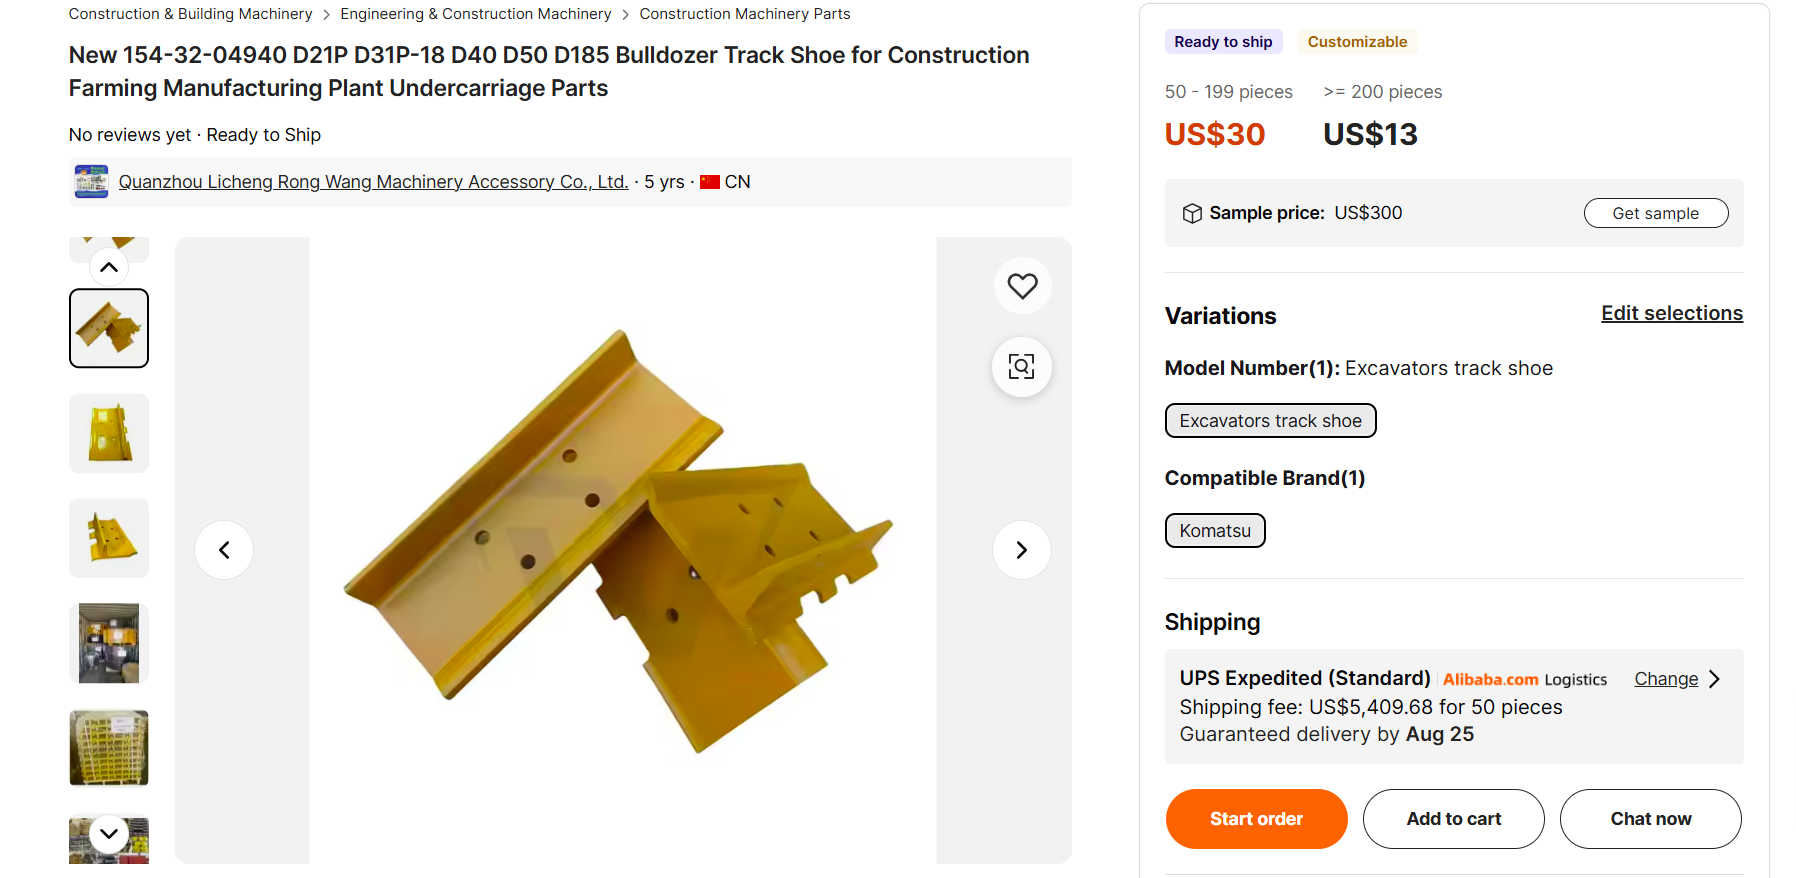 Construction & Building Machinery > Engineering & Construction Machinery > Construction Machinery Parts
New 154-32-04940 D21P D31P-18 D40 D50 D185 Bulldozer Track Shoe for Construction
Farming Manufacturing Plant Undercarriage Parts
No reviews yet · Ready to Ship
Quanzhou Licheng Rong Wang Machinery Accessory Co., Ltd. · 5 yrs · CN
Ready to ship Customizable
50 - 199 pieces >= 200 pieces
US$30 US$13
Sample price: US$300 Get sample
Variations Edit selections
Model Number(1): Excavators track shoe
Excavators track shoe
Compatible Brand(1)
Komatsu
Shipping
UPS Expedited (Standard) Alibaba.com Logistics Change >
Shipping fee: US$5,409.68 for 50 pieces
Guaranteed delivery by Aug 25
Start order Add to cart Chat now